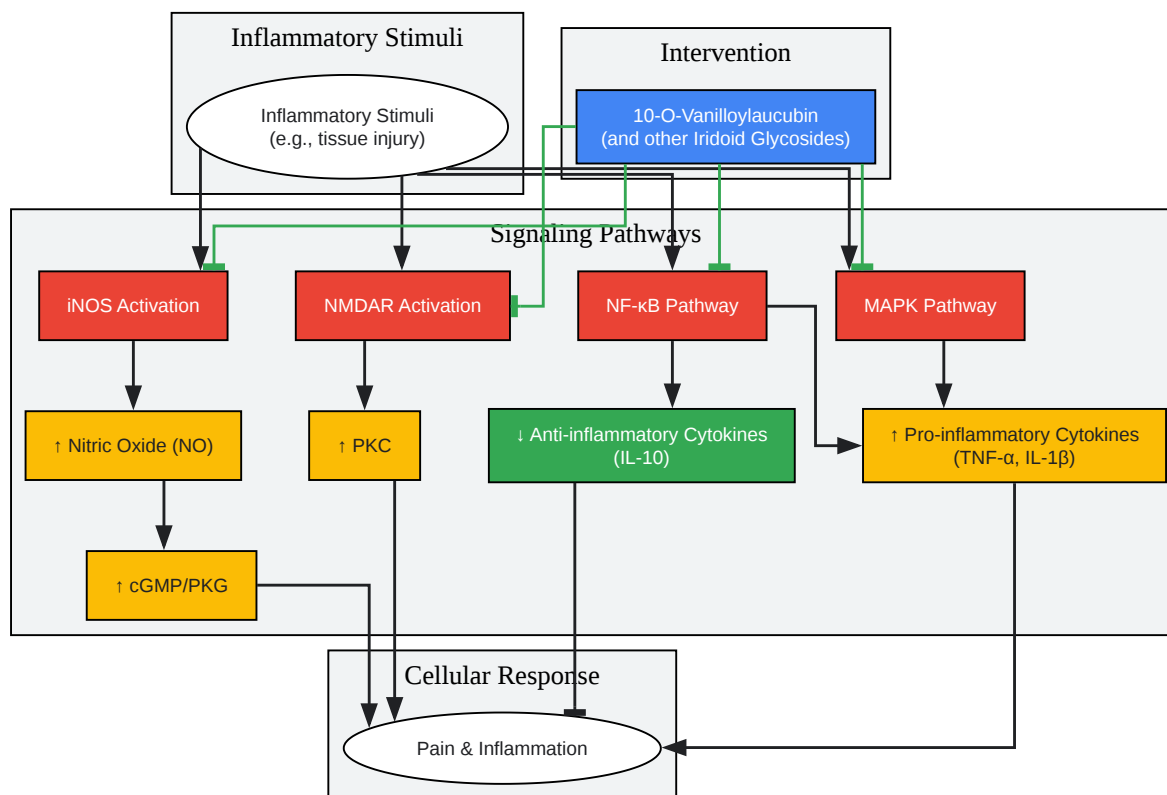 Inflammatory Stimuli
Intervention
Inflammatory Stimuli
(e.g., tissue injury)
10-O-Vanilloylaucubin
(and other Iridoid Glycosides)
Signaling Pathways
iNOS Activation
NMDAR Activation
NF-κB Pathway
MAPK Pathway
↑ Nitric Oxide (NO)
↑ PKC
↓ Anti-inflammatory Cytokines
(IL-10)
↑ Pro-inflammatory Cytokines
(TNF-α, IL-1β)
↑ cGMP/PKG
Cellular Response
Pain & Inflammation